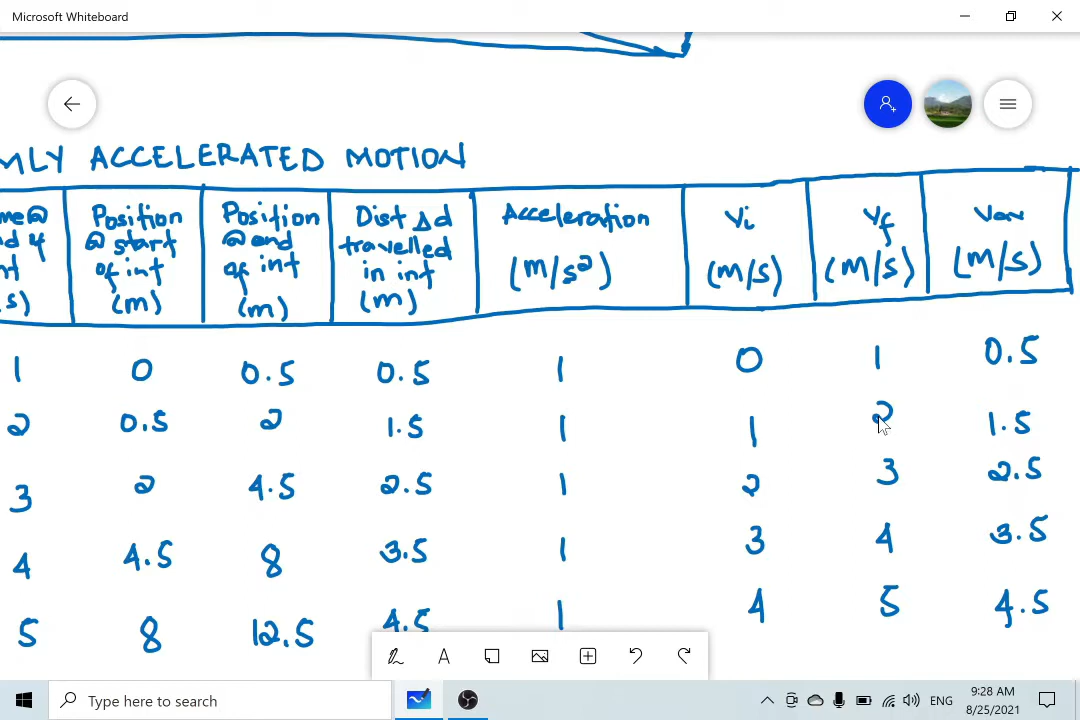 Microsoft Whiteboard
MLY ACCELERATED MOTION
me@
nd of
nt
s)
Position
@ start
of int
(m)
Position
@ end
of int
(m)
Dist Δd
travelled
in int
(m)
Acceleration
(m/s²)
Vi
(m/s)
Vf
(m/s)
Vav
(m/s)
1 0 0.5 0.5 1 0 1 0.5
2 0.5 2 1.5 1 1 2 1.5
3 2 4.5 2.5 1 2 3 2.5
4 4.5 8 3.5 1 3 4 3.5
5 8 12.5 4.5 1 4 5 4.5
A
Type here to search
ENG
9:28 AM
8/25/2021